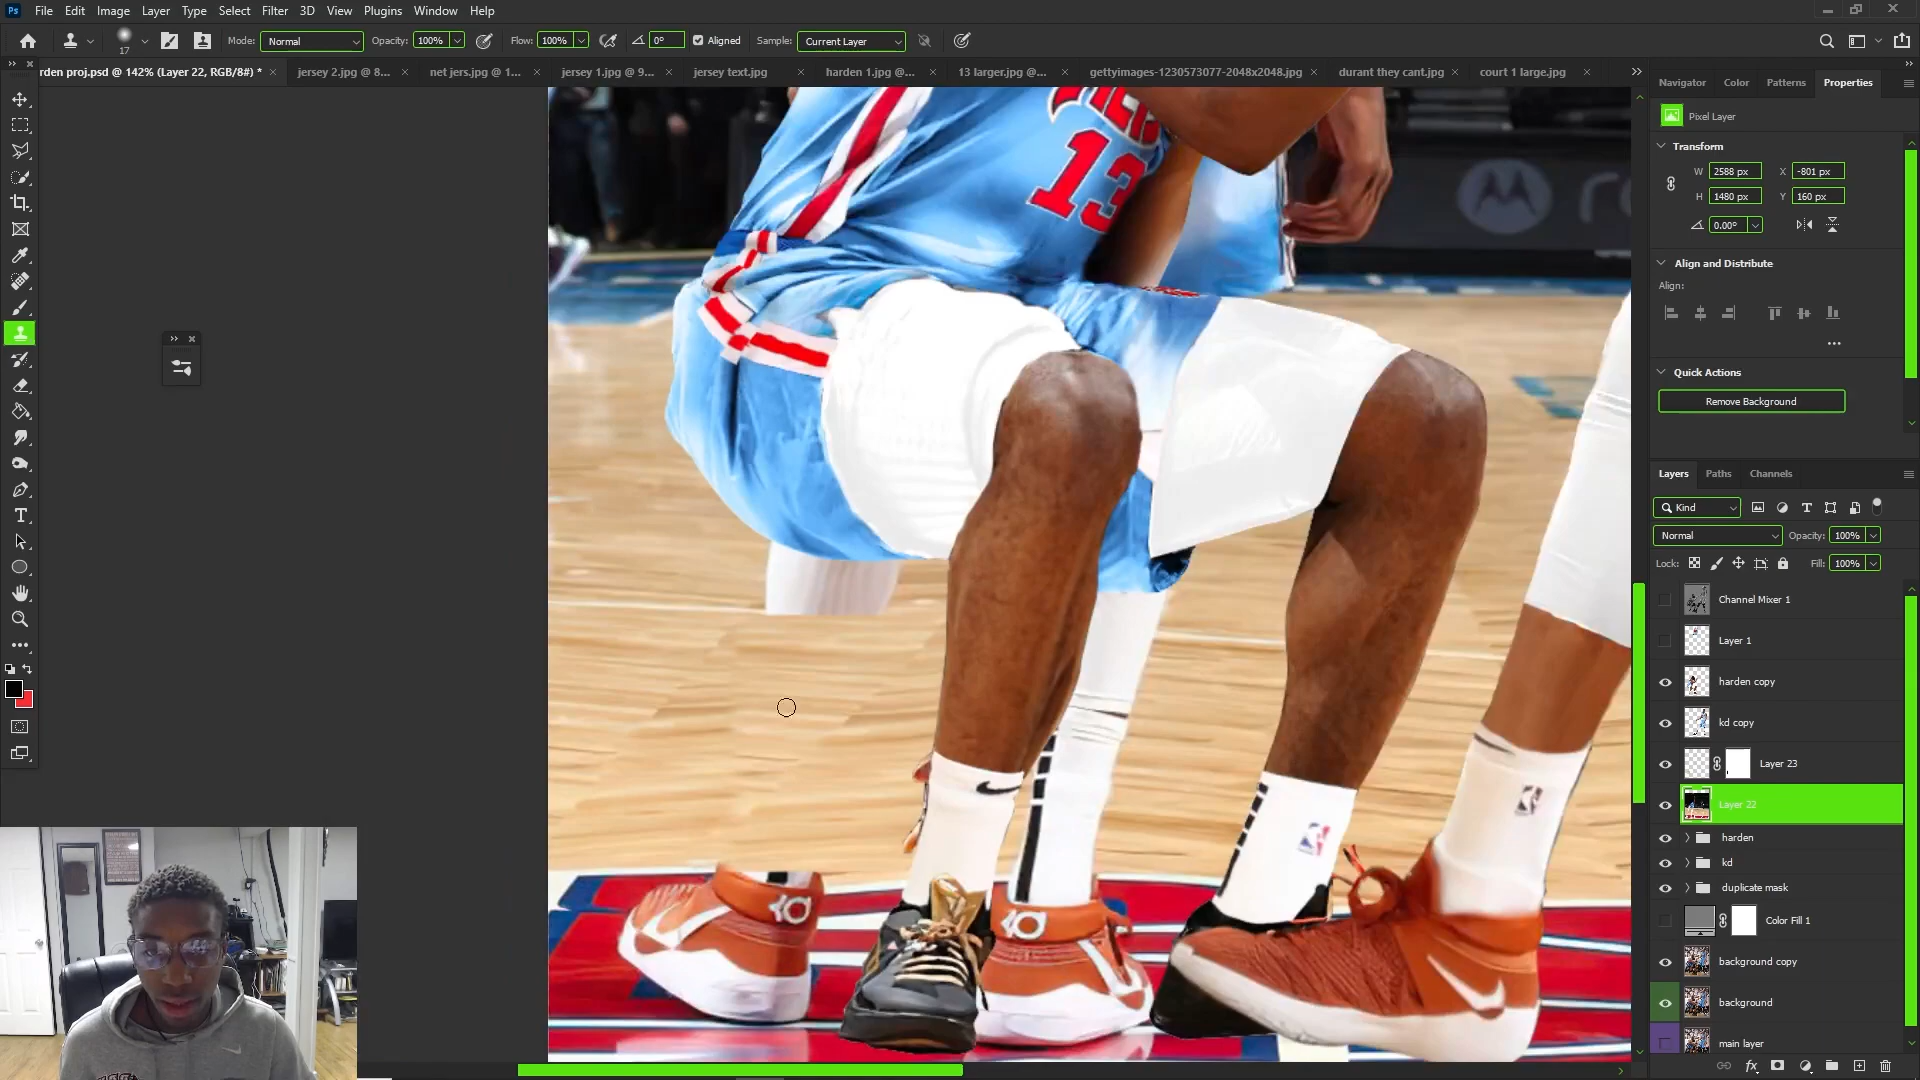 Ps File Edit Image Layer Type Select Filter 3D View Plugins Window Help
17 Mode: Normal Opacity: 100% Flow: 100% 0° Aligned Sample: Current Layer
rden proj.psd @ 142% (Layer 22, RGB/8#) * jersey 2.jpg @ 8... net jers.jpg @ 1... jersey 1.jpg @ 9... jersey text.jpg harden 1.jpg @... 13 larger.jpg @... gettyimages-1230573077-2048x2048.jpg durant they cant.jpg court 1 large.jpg
Navigator Color Patterns Properties
Pixel Layer
Transform
W 2588 px X -801 px
H 1480 px Y 160 px
0.00°
Align and Distribute
Align:
Quick Actions
Remove Background
Layers Paths Channels
Kind
Normal Opacity: 100%
Lock: Fill: 100%
Channel Mixer 1
Layer 1
harden copy
kd copy
Layer 23
Layer 22
harden
kd
duplicate mask
Color Fill 1
background copy
background
main layer
13